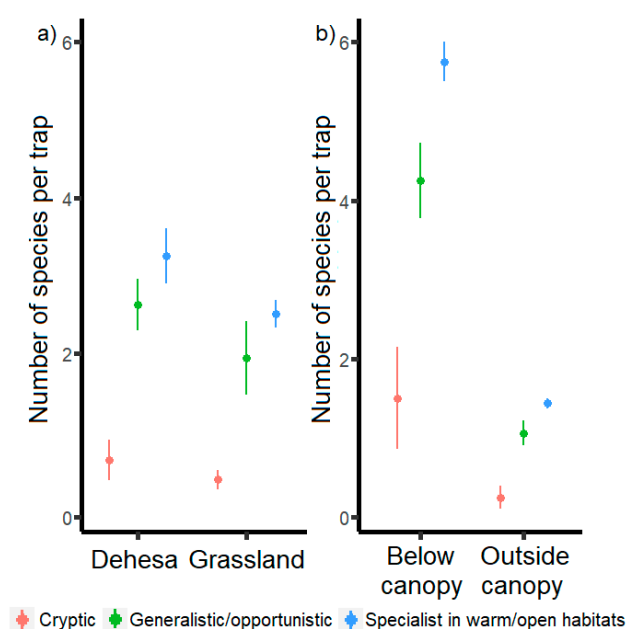 a)
Number of species per trap
6
4
2
0
Dehesa Grassland
b)
Number of species per trap
6
4
2
0
Below
canopy
Outside
canopy
Cryptic Generalistic/opportunistic Specialist in warm/open habitats